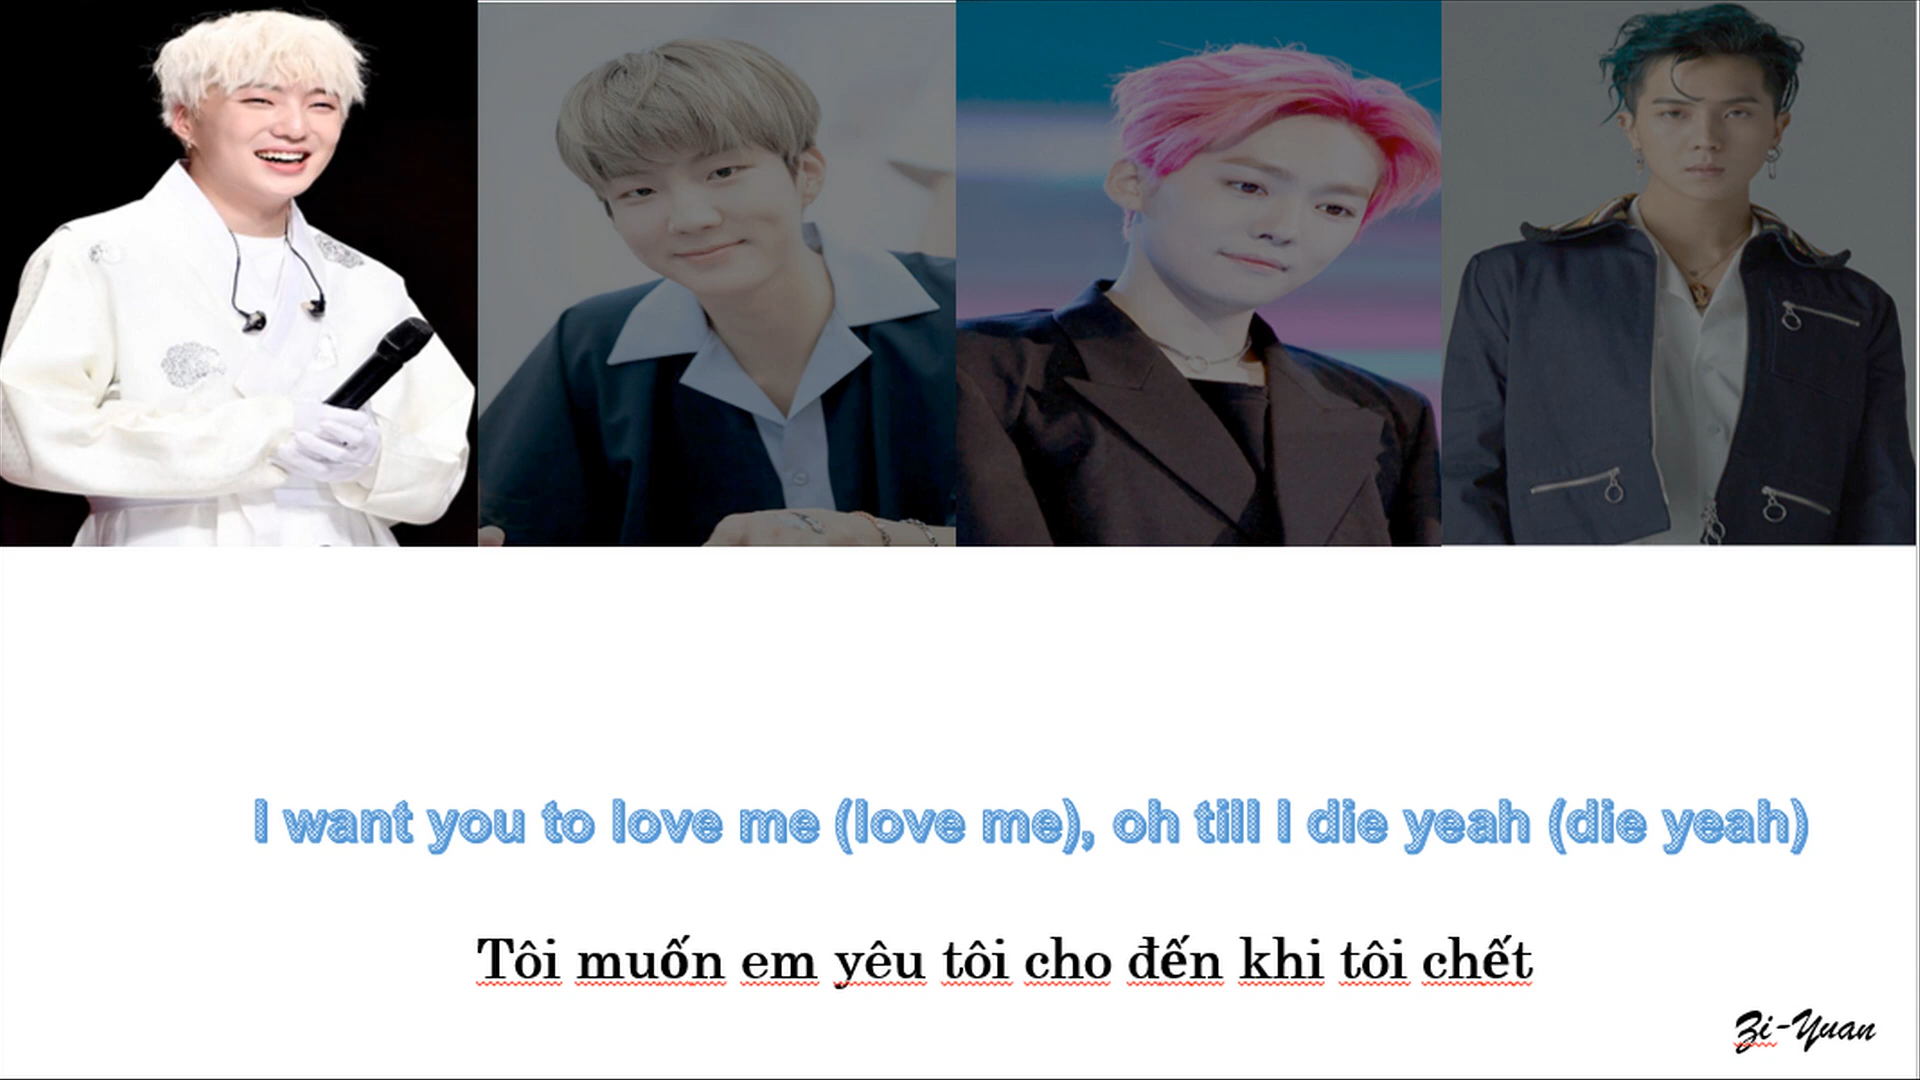 I want you to love me (love me), oh till I die yeah (die yeah)
Tôi muốn em yêu tôi cho đến khi tôi chết
Zi-Yuan